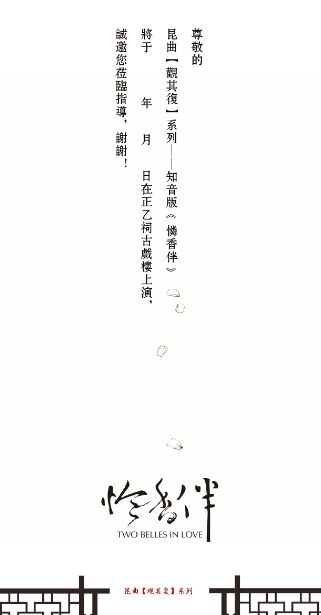 尊敬的
昆曲【觀其復】系列——知音版《憐香伴》
將于　　年　月　　日在正乙祠古戲樓上演，
誠邀您莅臨指導，謝謝！
怜香伴
TWO BELLES IN LOVE
昆曲【觀其復】系列